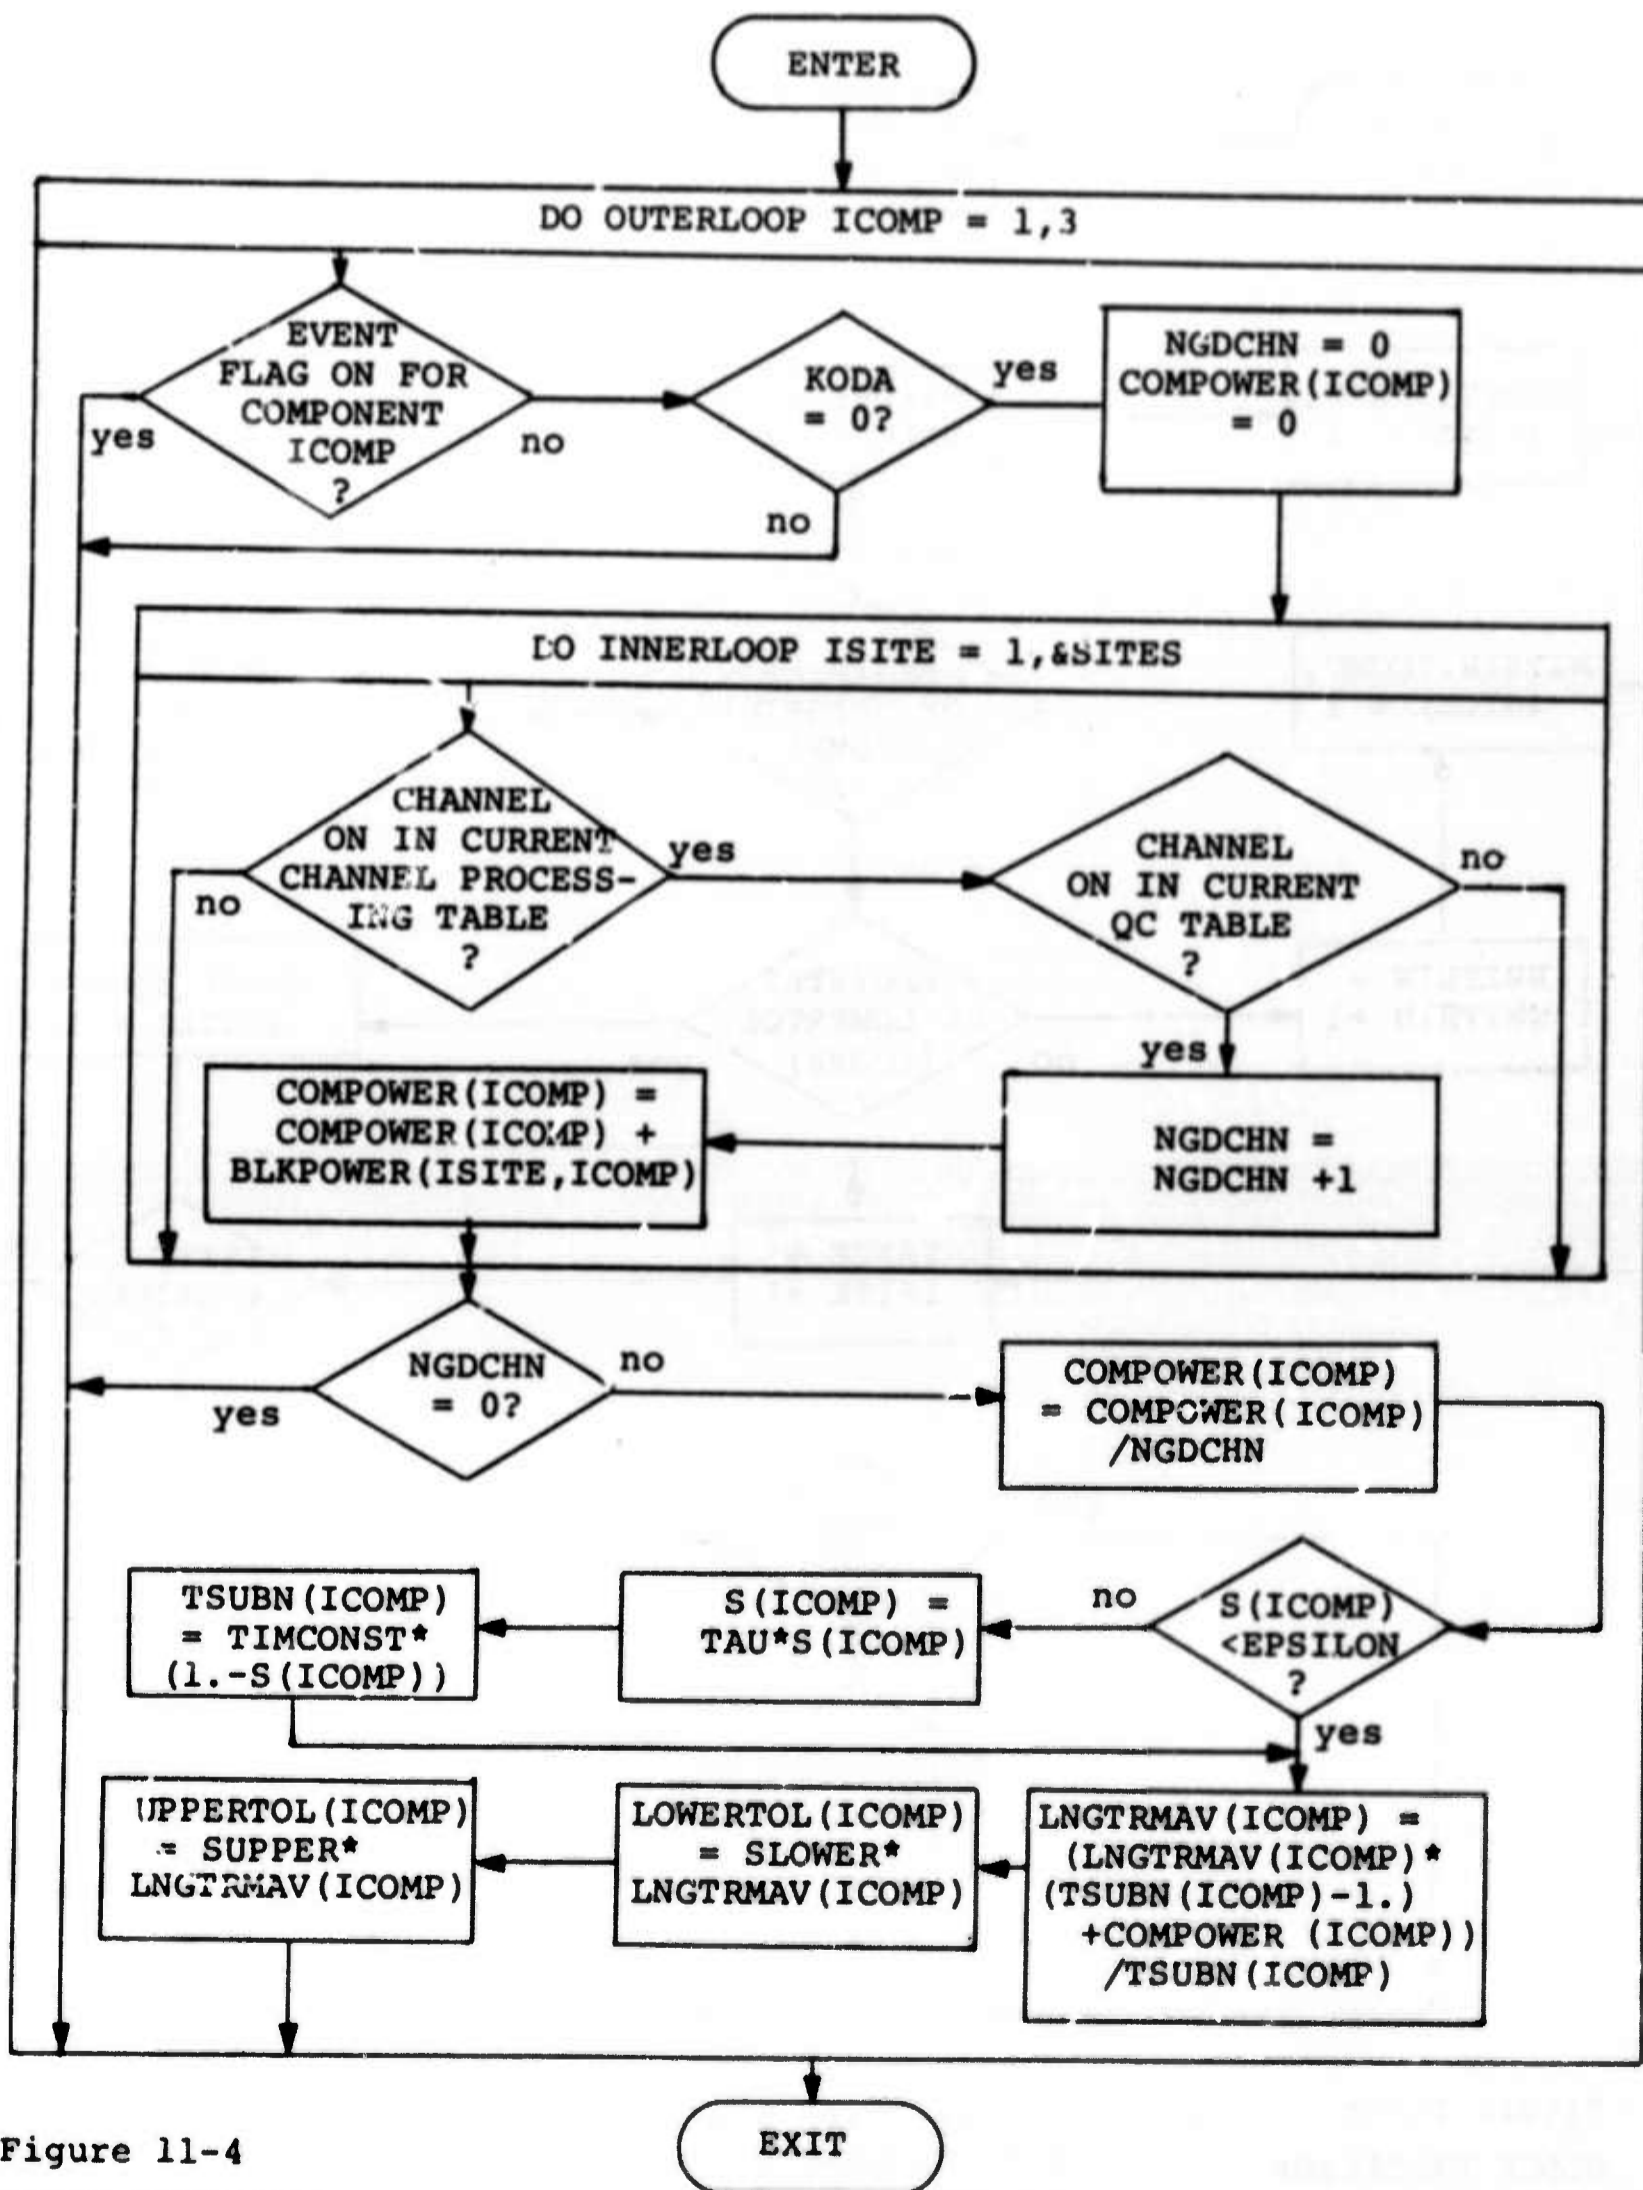 ENTER
DO OUTERLOOP ICOMP = 1,3
EVENT
FLAG ON FOR
COMPONENT
ICOMP
?
yes
no
KODA
= 0?
yes
no
NGDCHN = 0
COMPOWER(ICOMP)
= 0
DO INNERLOOP ISITE = 1,&SITES
CHANNEL
ON IN CURRENT
CHANNEL PROCESS-
ING TABLE
?
no
yes
CHANNEL
ON IN CURRENT
QC TABLE
?
no
yes
COMPOWER(ICOMP) =
COMPOWER(ICOMP) +
BLKPOWER(ISITE,ICOMP)
NGDCHN =
NGDCHN +1
NGDCHN
= 0?
yes
no
COMPOWER(ICOMP)
= COMPOWER(ICOMP)
/NGDCHN
TSUBN(ICOMP)
= TIMCONST*
(1.-S(ICOMP))
S(ICOMP) =
TAU*S(ICOMP)
no
S(ICOMP)
<EPSILON
?
yes
UPPERTOL(ICOMP)
= SUPPER*
LNGTRMAV(ICOMP)
LOWERTOL(ICOMP)
= SLOWER*
LNGTRMAV(ICOMP)
LNGTRMAV(ICOMP) =
(LNGTRMAV(ICOMP)*
(TSUBN(ICOMP)-1.)
+COMPOWER (ICOMP))
/TSUBN(ICOMP)
EXIT
Figure 11-4